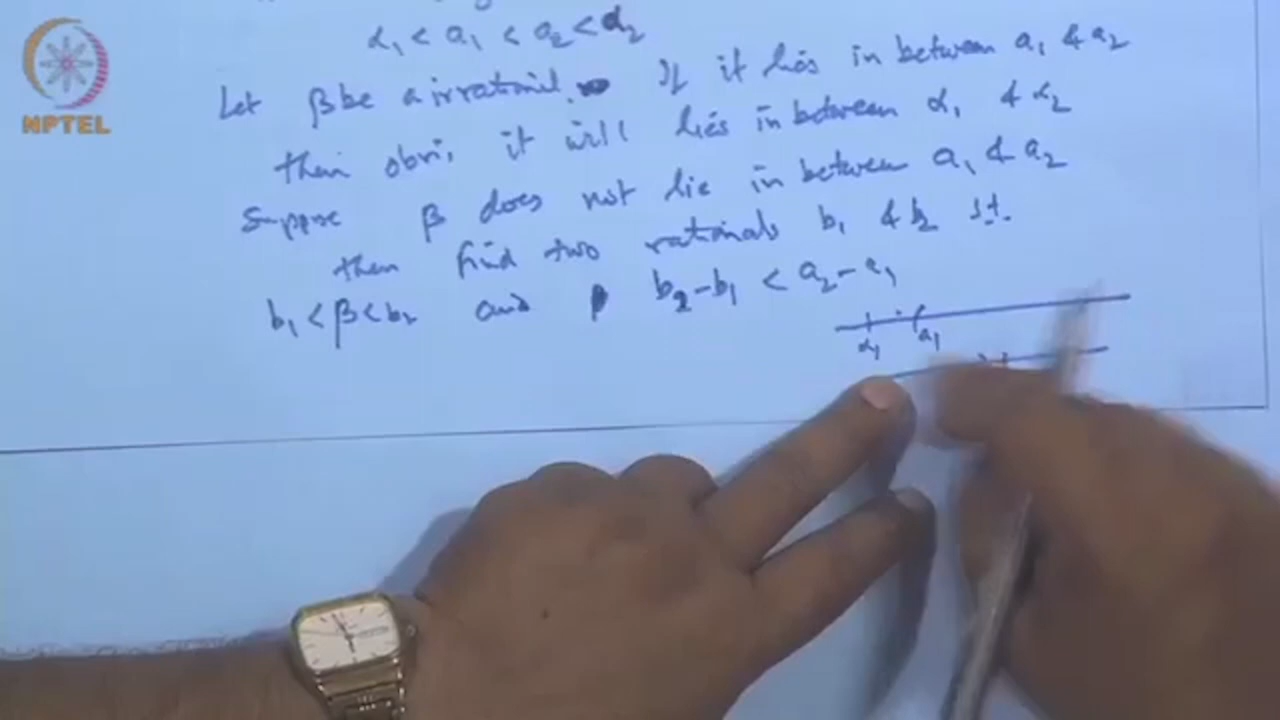 NPTEL
α₁ < a₁ < a₂ < α₂
Let β be a irrational. If it lies in between a₁ & a₂
then obvi, it will lies in between α₁ & α₂
Suppose β does not lie in between a₁ & a₂
then find two rationals b₁ & b₂ s.t.
b₁ < β < b₂ and b₂-b₁ < a₂-a₁
α₁ a₁